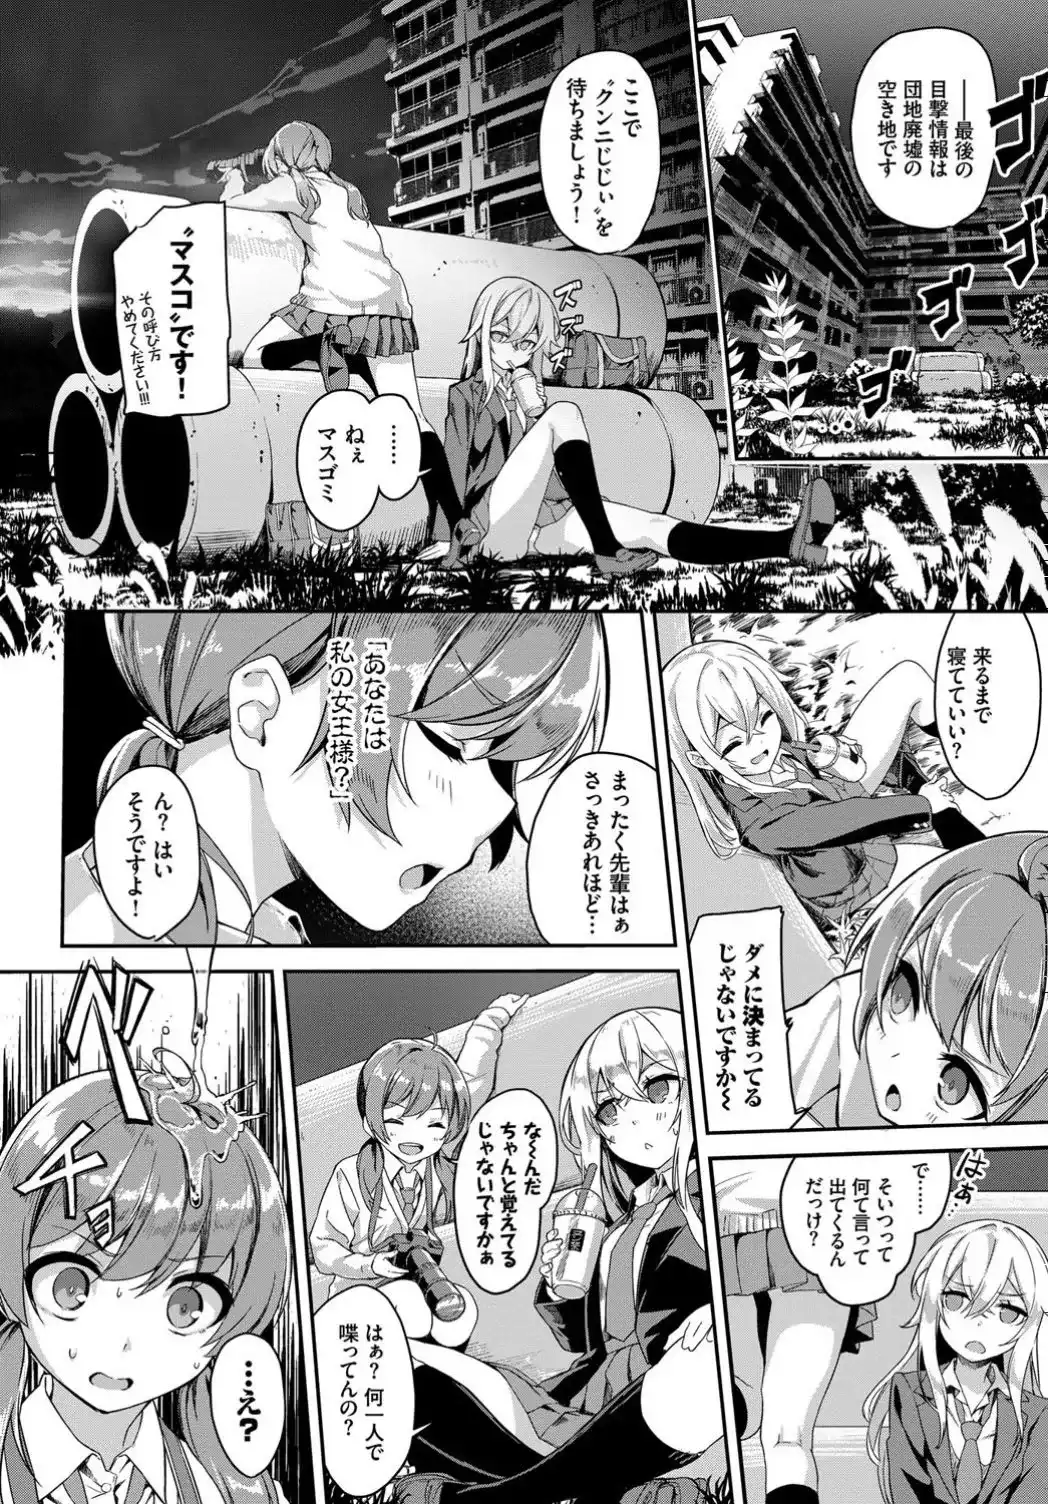 ――最後の
目撃情報は
団地廃墟の
空き地です
ゴ
ゴ
ゴ
ゴ
ここで
〝クンニじじぃ〟を
待ちましょう!
ズズズ
……
ねぇ
マスゴミ
〝マスコ〟です!
その呼び方
やめてください!!!
来るまで
寝てていい?
ダメに決まってる
じゃないですか〜
まったく先輩はぁ
さっきあれほど…
「あなたは
私の女王様?」
ん? はい
そうですよ!
はぁ…
で……
そいつって
何て言って
出てくるん
だっけ?
な〜んだ
ちゃんと覚えてる
じゃないですかぁ
はぁ? 何一人で
喋ってんの?
ベチョ
…え?